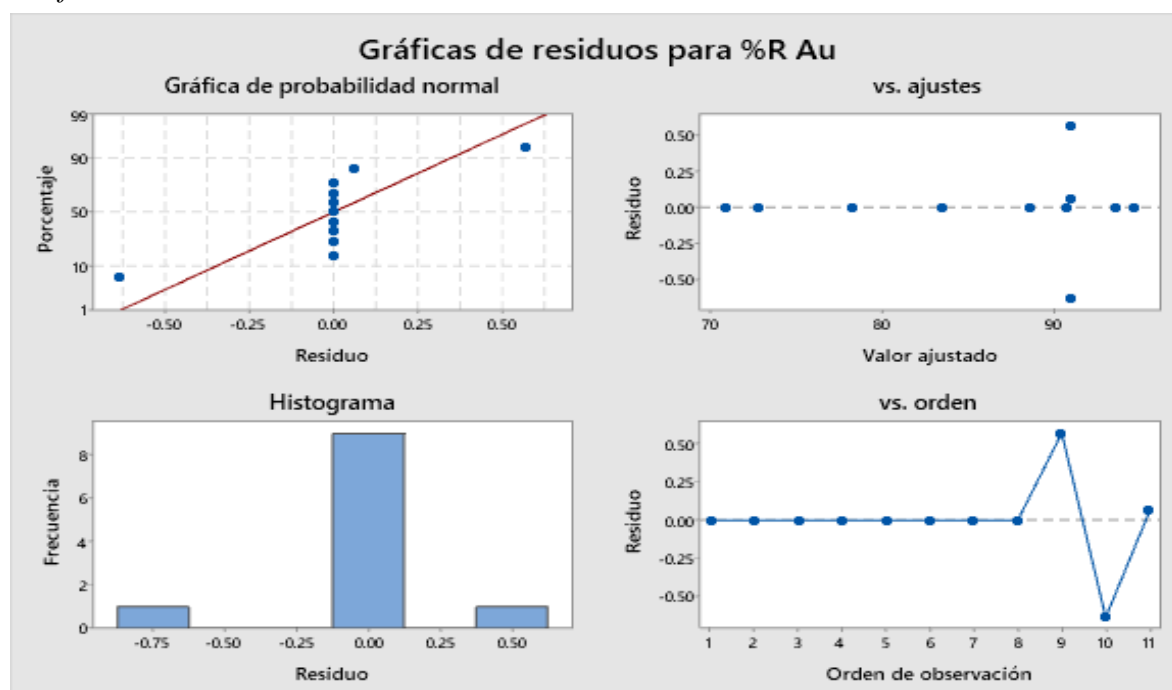 Gráficas de residuos para %R Au
Gráfica de probabilidad normal
99
90
50
10
1
Porcentaje
-0.50 -0.25 0.00 0.25 0.50
Residuo
vs. ajustes
0.50
0.25
0.00
-0.25
-0.50
Residuo
70 80 90
Valor ajustado
Histograma
8
6
4
2
0
Frecuencia
-0.75 -0.50 -0.25 0.00 0.25 0.50
Residuo
vs. orden
0.50
0.25
0.00
-0.25
-0.50
Residuo
1 2 3 4 5 6 7 8 9 10 11
Orden de observación